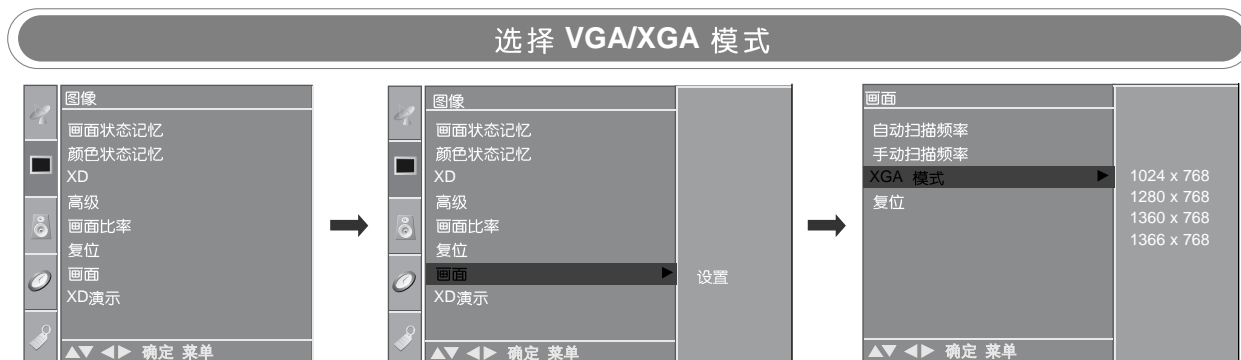 选择 VGA/XGA 模式
图像
画面状态记忆
颜色状态记忆
XD
高级
画面比率
复位
画面
XD演示
▲▼ ◀▶ 确定 菜单
图像
画面状态记忆
颜色状态记忆
XD
高级
画面比率
复位
画面 ▶
XD演示
设置
▲▼ ◀▶ 确定 菜单
画面
自动扫描频率
手动扫描频率
XGA 模式 ▶
复位
1024 x 768
1280 x 768
1360 x 768
1366 x 768
▲▼ ◀▶ 确定 菜单